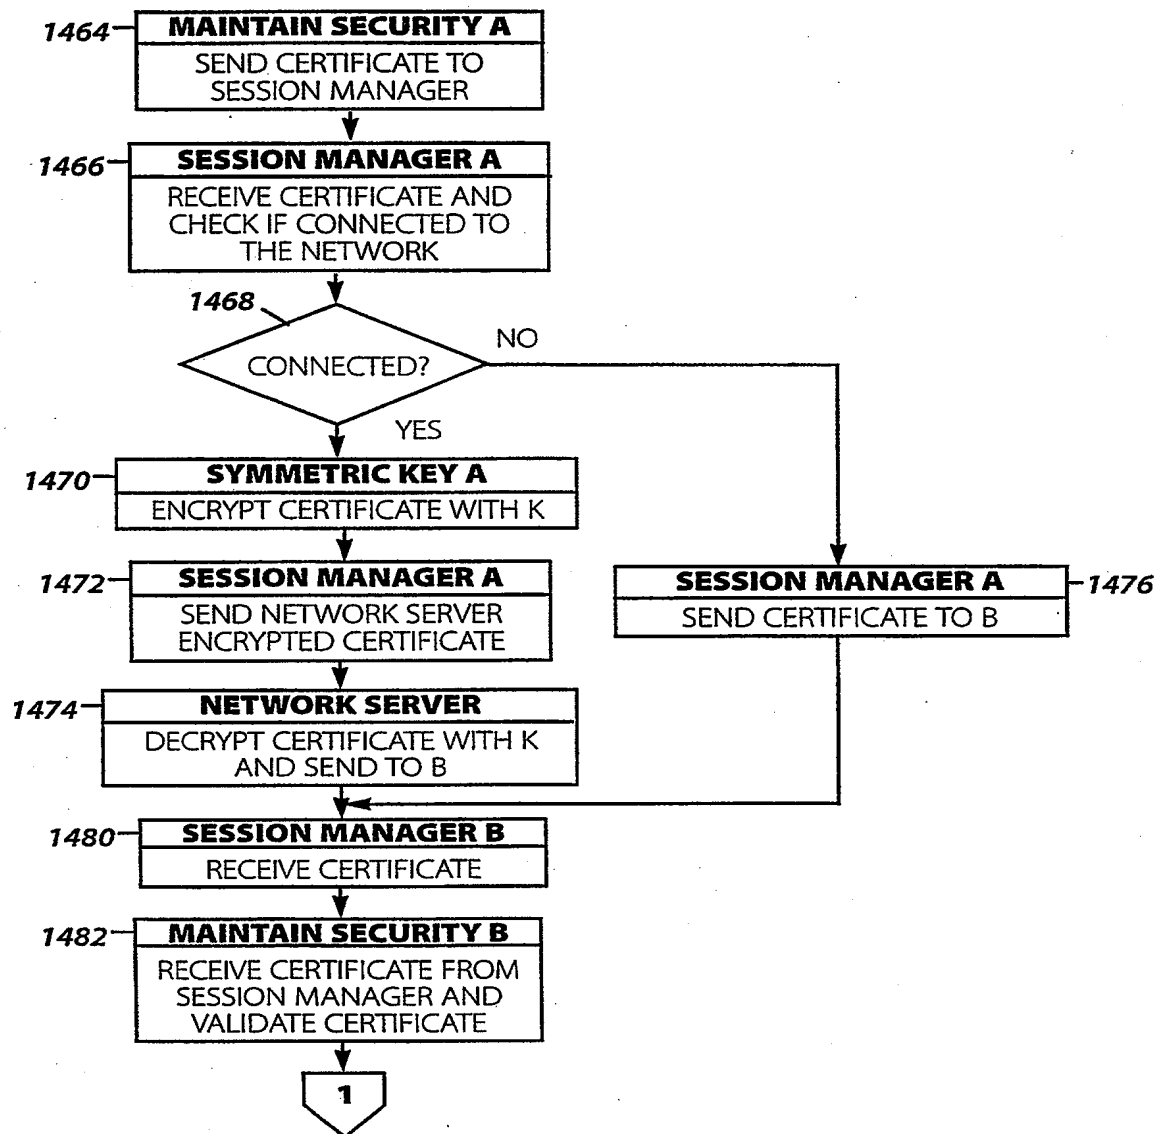 1464
MAINTAIN SECURITY A
SEND CERTIFICATE TO
SESSION MANAGER
1466
SESSION MANAGER A
RECEIVE CERTIFICATE AND
CHECK IF CONNECTED TO
THE NETWORK
1468
CONNECTED?
NO
YES
1470
SYMMETRIC KEY A
ENCRYPT CERTIFICATE WITH K
1472
SESSION MANAGER A
SEND NETWORK SERVER
ENCRYPTED CERTIFICATE
SESSION MANAGER A
1476
SEND CERTIFICATE TO B
1474
NETWORK SERVER
DECRYPT CERTIFICATE WITH K
AND SEND TO B
1480
SESSION MANAGER B
RECEIVE CERTIFICATE
1482
MAINTAIN SECURITY B
RECEIVE CERTIFICATE FROM
SESSION MANAGER AND
VALIDATE CERTIFICATE
1